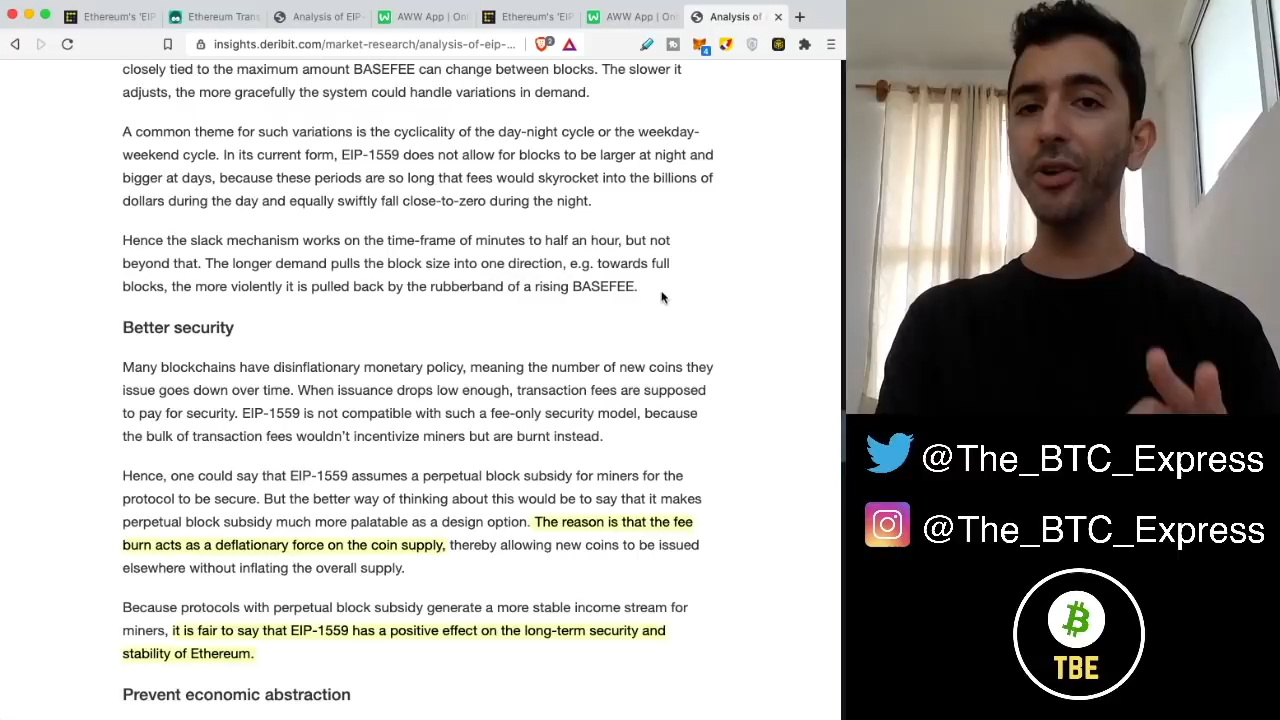 Ethereum's 'EIP
Ethereum Tran
Analysis of EIP-
AWW App | Onl
Ethereum's 'EIP
AWW App | Onl
Analysis of
insights.deribit.com/market-research/analysis-of-eip-...
2
4
closely tied to the maximum amount BASEFEE can change between blocks. The slower it
adjusts, the more gracefully the system could handle variations in demand.
A common theme for such variations is the cyclicality of the day-night cycle or the weekday-
weekend cycle. In its current form, EIP-1559 does not allow for blocks to be larger at night and
bigger at days, because these periods are so long that fees would skyrocket into the billions of
dollars during the day and equally swiftly fall close-to-zero during the night.
Hence the slack mechanism works on the time-frame of minutes to half an hour, but not
beyond that. The longer demand pulls the block size into one direction, e.g. towards full
blocks, the more violently it is pulled back by the rubberband of a rising BASEFEE.
Better security
Many blockchains have disinflationary monetary policy, meaning the number of new coins they
issue goes down over time. When issuance drops low enough, transaction fees are supposed
to pay for security. EIP-1559 is not compatible with such a fee-only security model, because
the bulk of transaction fees wouldn't incentivize miners but are burnt instead.
Hence, one could say that EIP-1559 assumes a perpetual block subsidy for miners for the
protocol to be secure. But the better way of thinking about this would be to say that it makes
perpetual block subsidy much more palatable as a design option. The reason is that the fee
burn acts as a deflationary force on the coin supply, thereby allowing new coins to be issued
elsewhere without inflating the overall supply.
Because protocols with perpetual block subsidy generate a more stable income stream for
miners, it is fair to say that EIP-1559 has a positive effect on the long-term security and
stability of Ethereum.
Prevent economic abstraction
@The_BTC_Express
@The_BTC_Express
TBE